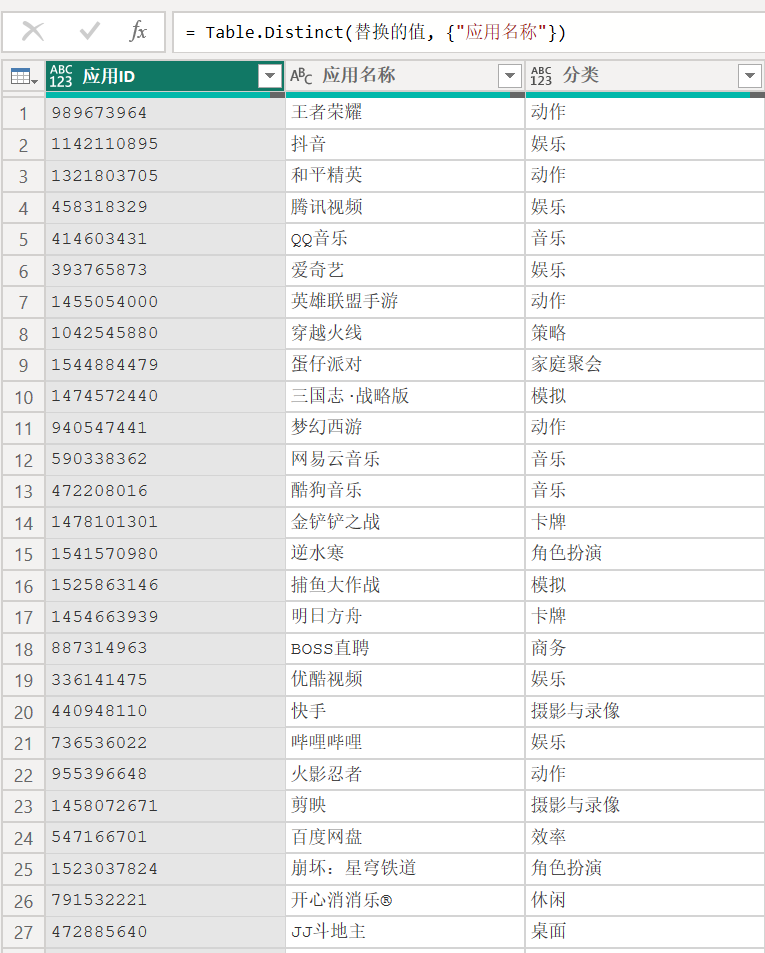 fx = Table.Distinct(替换的值, {"应用名称"})
ABC 123 应用ID ABC 应用名称 ABC 123 分类
1 989673964 王者荣耀 动作
2 1142110895 抖音 娱乐
3 1321803705 和平精英 动作
4 458318329 腾讯视频 娱乐
5 414603431 QQ音乐 音乐
6 393765873 爱奇艺 娱乐
7 1455054000 英雄联盟手游 动作
8 1042545880 穿越火线 策略
9 1544884479 蛋仔派对 家庭聚会
10 1474572440 三国志·战略版 模拟
11 940547441 梦幻西游 动作
12 590338362 网易云音乐 音乐
13 472208016 酷狗音乐 音乐
14 1478101301 金铲铲之战 卡牌
15 1541570980 逆水寒 角色扮演
16 1525863146 捕鱼大作战 模拟
17 1454663939 明日方舟 卡牌
18 887314963 BOSS直聘 商务
19 336141475 优酷视频 娱乐
20 440948110 快手 摄影与录像
21 736536022 哔哩哔哩 娱乐
22 955396648 火影忍者 动作
23 1458072671 剪映 摄影与录像
24 547166701 百度网盘 效率
25 1523037824 崩坏：星穹铁道 角色扮演
26 791532221 开心消消乐® 休闲
27 472885640 JJ斗地主 桌面